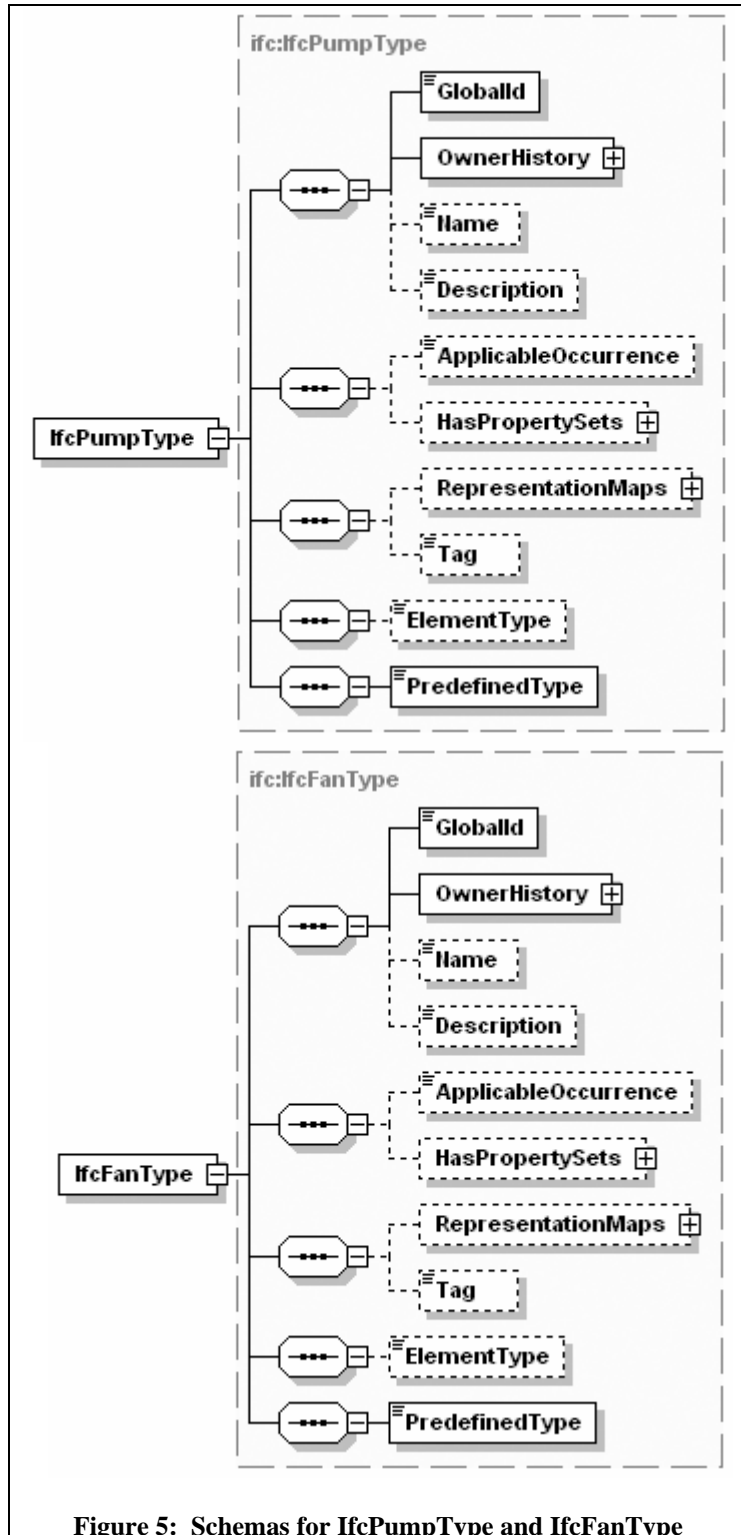 ifc:IfcPumpType
GlobalId
OwnerHistory
Name
Description
ApplicableOccurrence
HasPropertySets
IfcPumpType
RepresentationMaps
Tag
ElementType
PredefinedType
ifc:IfcFanType
GlobalId
OwnerHistory
Name
Description
ApplicableOccurrence
HasPropertySets
IfcFanType
RepresentationMaps
Tag
ElementType
PredefinedType
Figure 5: Schemas for IfcPumpType and IfcFanType